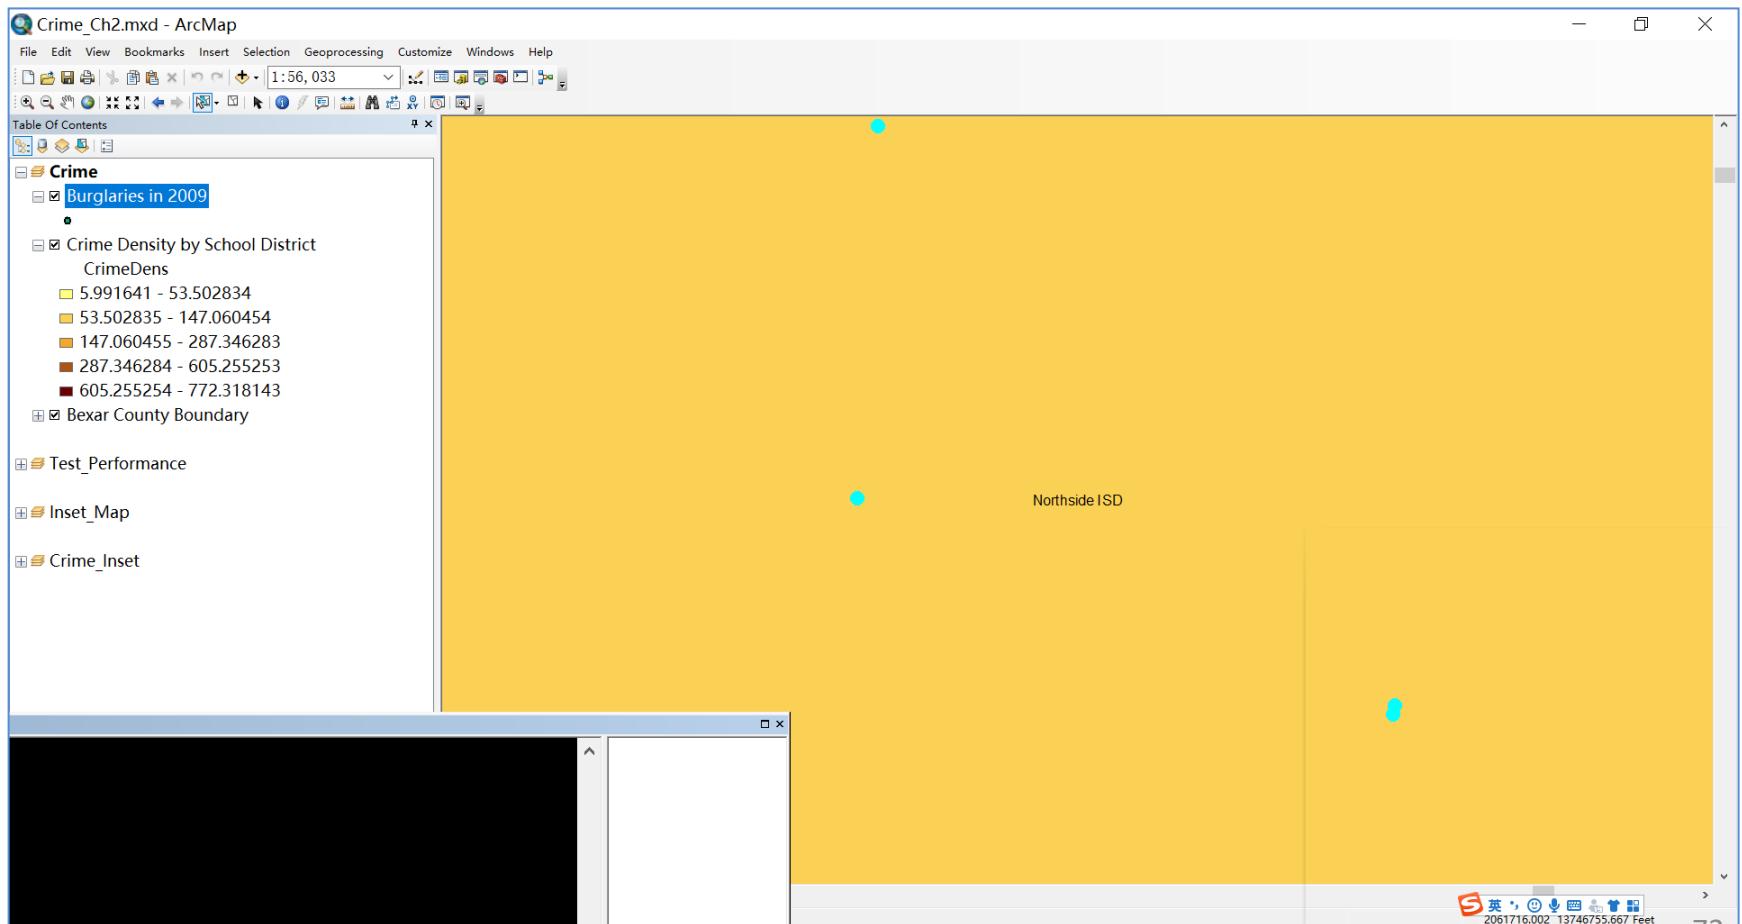 Crime_Ch2.mxd - ArcMap
File Edit View Bookmarks Insert Selection Geoprocessing Customize Windows Help
1:56,033
Table Of Contents
Crime
Burglaries in 2009
Crime Density by School District
CrimeDens
5.991641 - 53.502834
53.502835 - 147.060454
147.060455 - 287.346283
287.346284 - 605.255253
605.255254 - 772.318143
Bexar County Boundary
Test_Performance
Inset_Map
Crime_Inset
Northside ISD
英
2061716.002 13746755.667 Feet